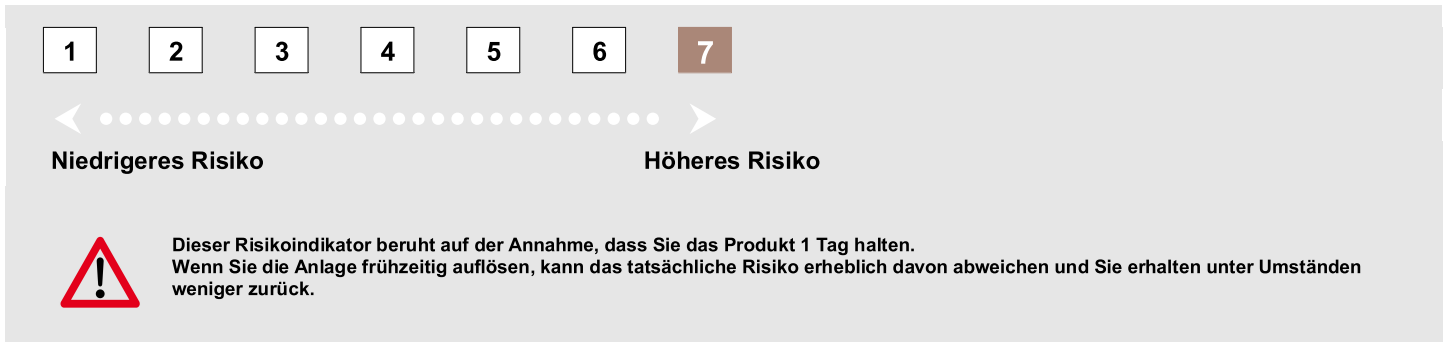 1 2 3 4 5 6 7
Niedrigeres Risiko Höheres Risiko
Dieser Risikoindikator beruht auf der Annahme, dass Sie das Produkt 1 Tag halten.
Wenn Sie die Anlage frühzeitig auflösen, kann das tatsächliche Risiko erheblich davon abweichen und Sie erhalten unter Umständen
weniger zurück.